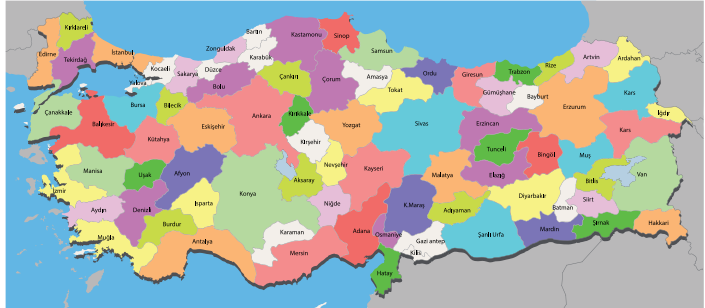 Kırklareli
Edirne
Tekirdağ
İstanbul
Yalova
Kocaeli
Sakarya
Düzce
Zonguldak
Bartın
Karabük
Bolu
Kastamonu
Sinop
Çankırı
Çorum
Samsun
Amasya
Tokat
Ordu
Giresun
Trabzon
Gümüşhane
Bayburt
Rize
Artvin
Ardahan
Kars
Iğdır
Kars
Erzurum
Erzincan
Çanakkale
Balıkesir
Bursa
Bilecik
Kütahya
Eskişehir
Ankara
Kırıkkale
Kırşehir
Yozgat
Sivas
Tunceli
Bingöl
Muş
Bitlis
Van
Elazığ
Malatya
Kayseri
Nevşehir
Aksaray
Niğde
Konya
Afyon
Uşak
Manisa
İzmir
Aydın
Denizli
Muğla
Burdur
Isparta
Antalya
Karaman
Mersin
Adana
Osmaniye
Hatay
K.Maraş
Gazi antep
Kilis
Adıyaman
Şanlı Urfa
Diyarbakır
Mardin
Batman
Siirt
Şırnak
Hakkari